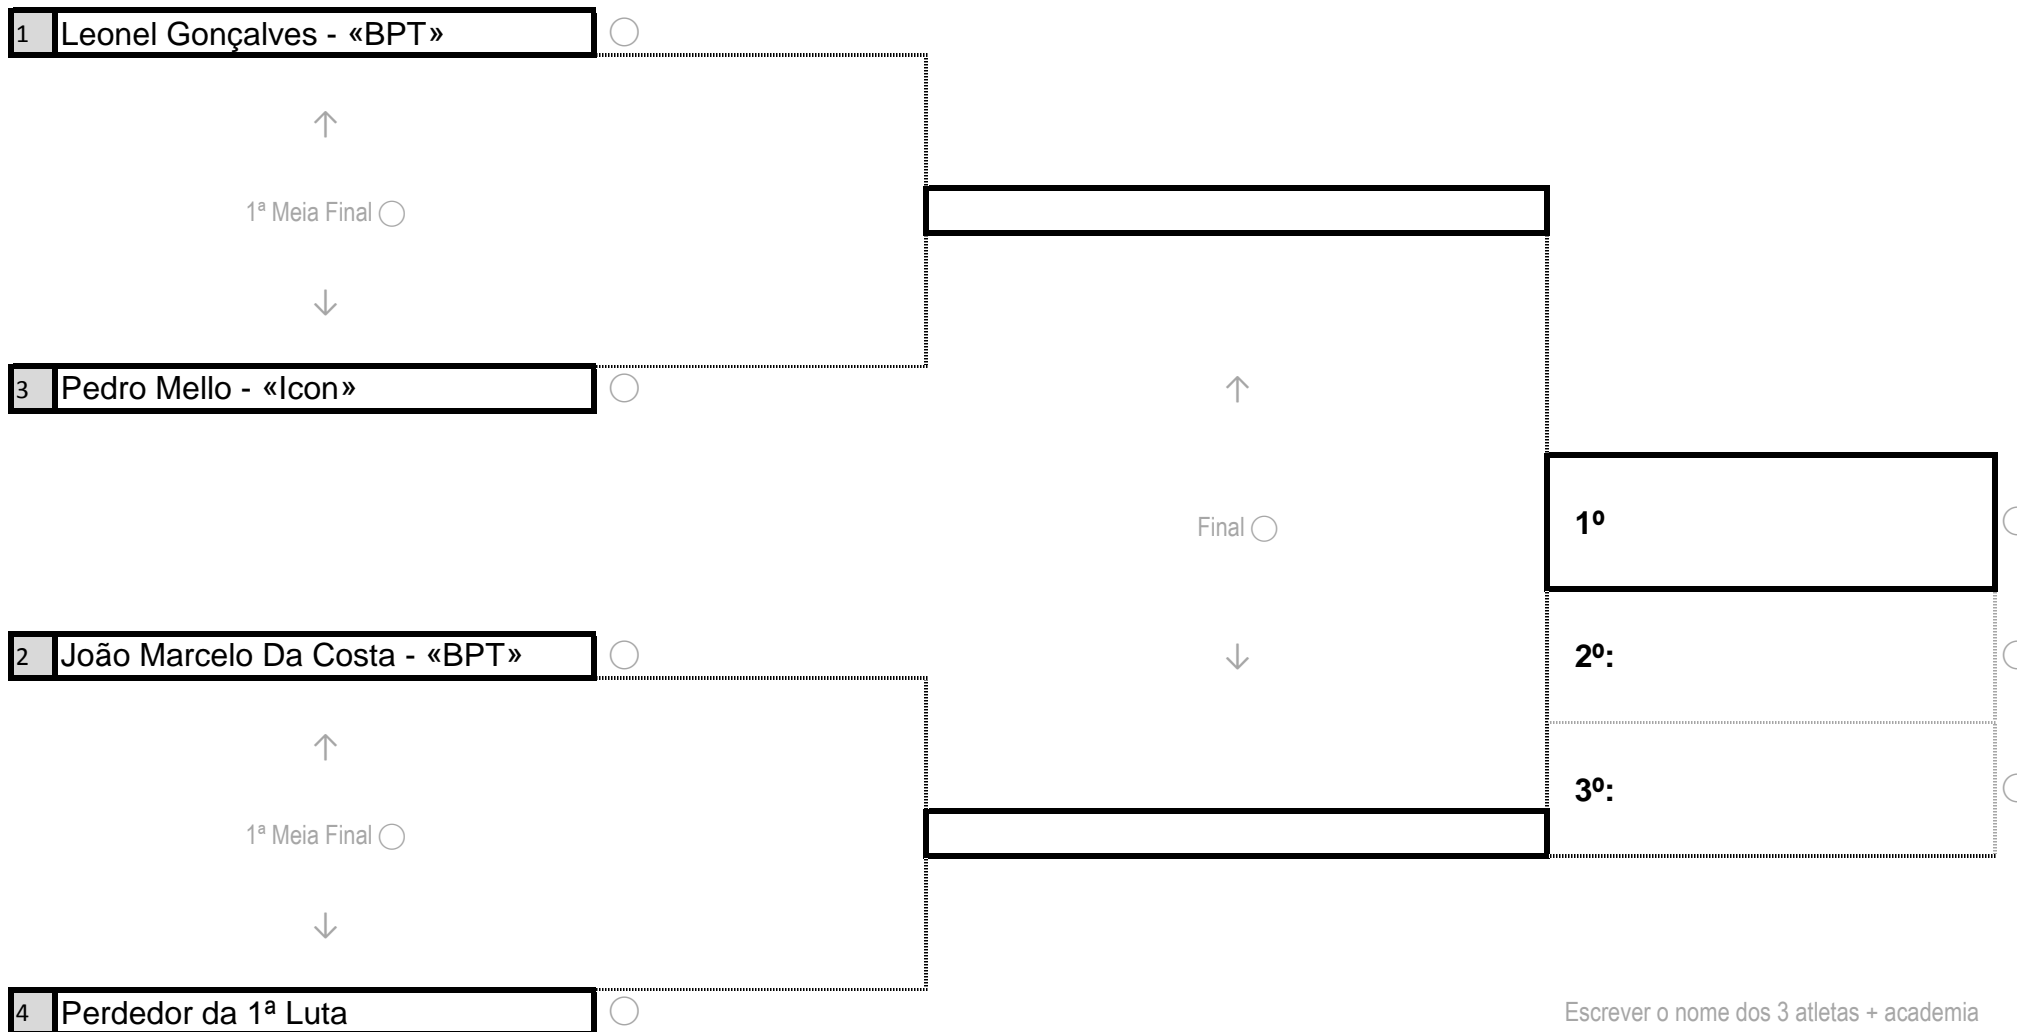 1 Leonel Gonçalves - «BPT»
↑
1ª Meia Final
↓
3 Pedro Mello - «Icon»
↑
Final
↓
1º
2º:
3º:
2 João Marcelo Da Costa - «BPT»
↑
1ª Meia Final
↓
4 Perdedor da 1ª Luta
Escrever o nome dos 3 atletas + academia